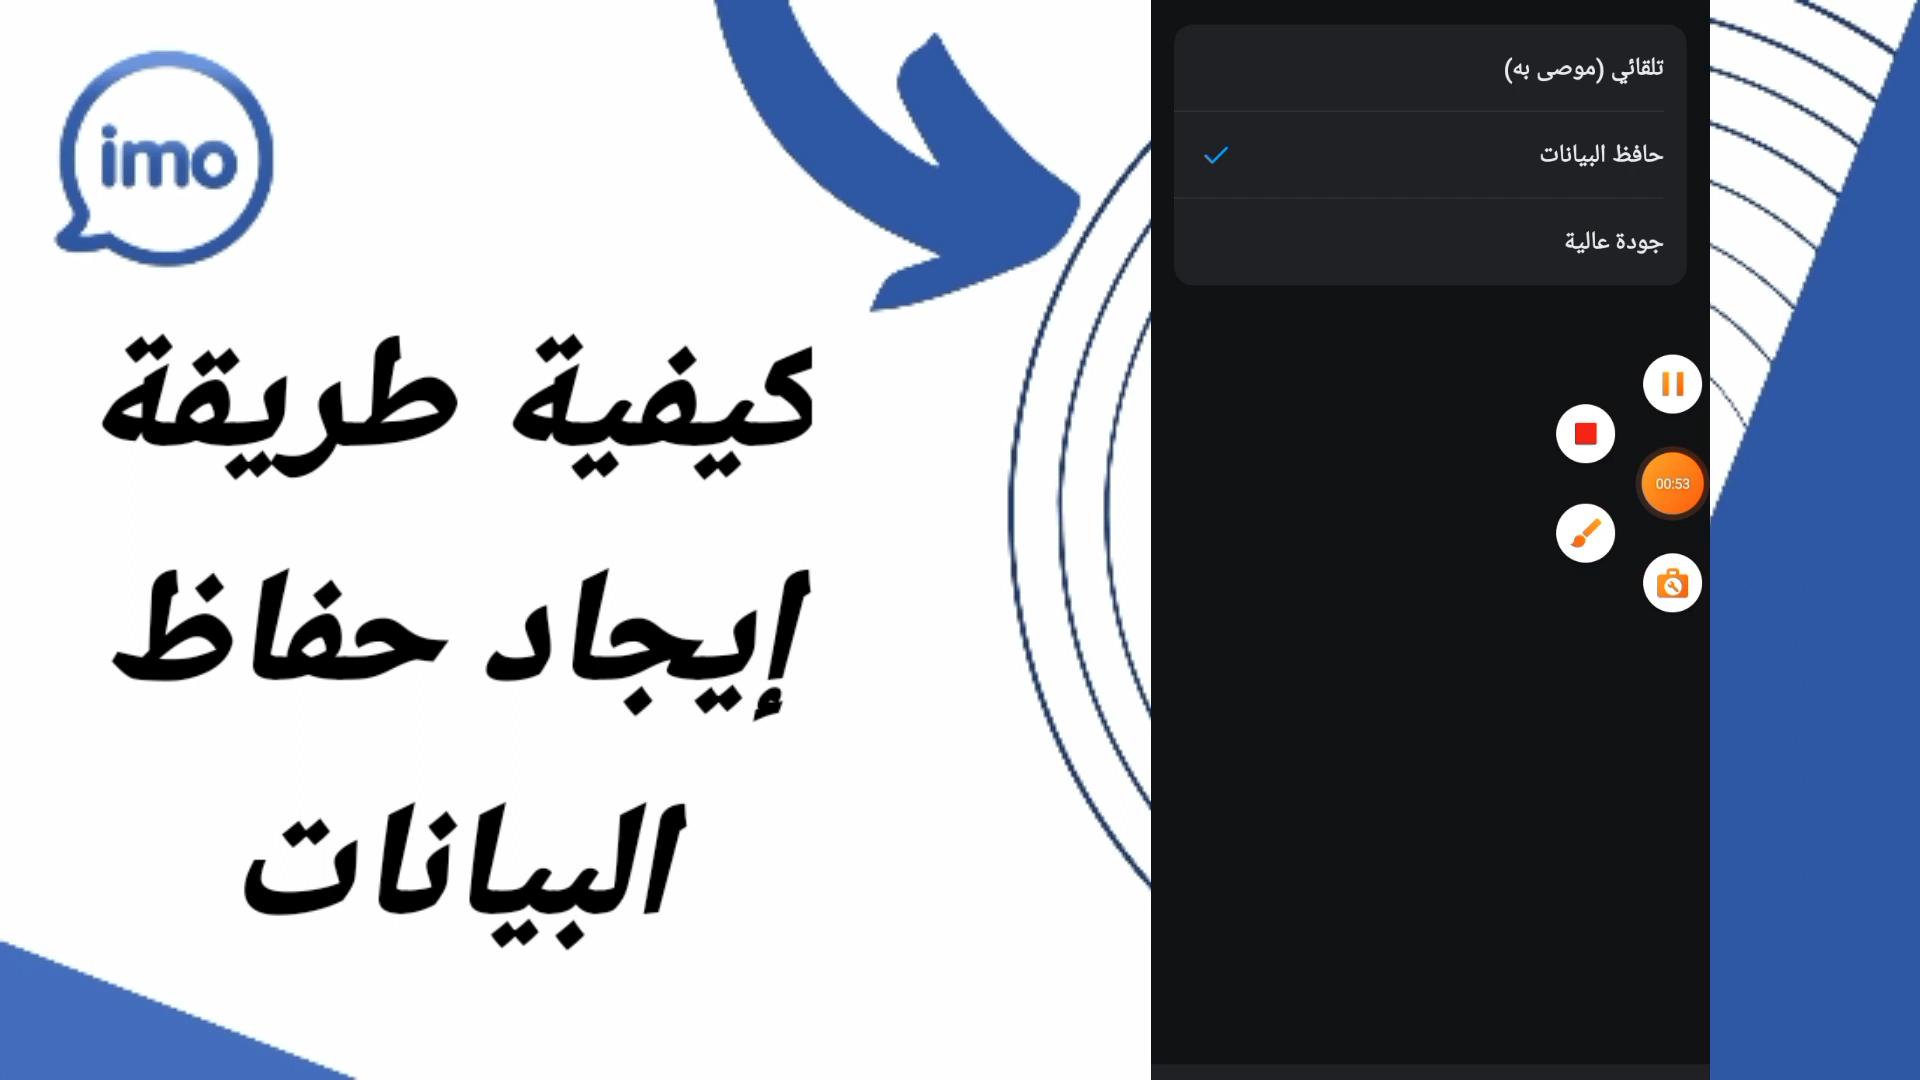 imo
كيفية طريقة
إيجاد حفاظ
البيانات
تلقائي (موصى به)
حافظ البيانات
جودة عالية
00:53